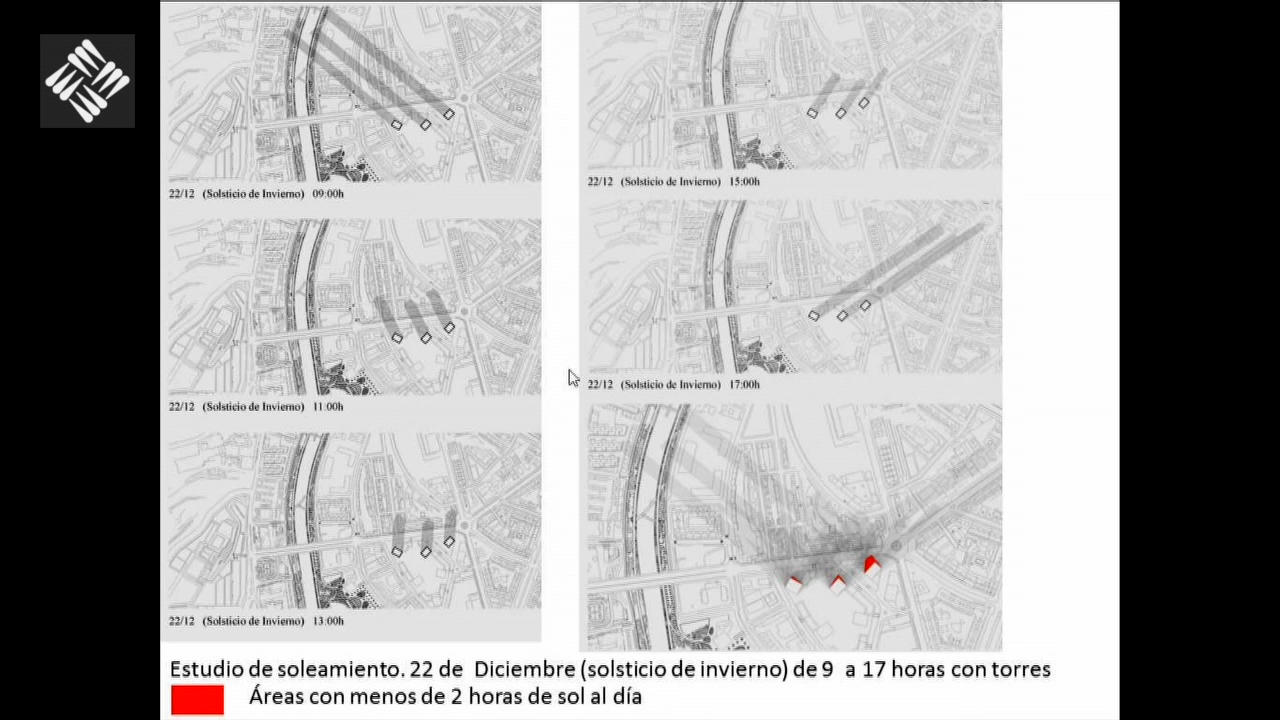 22/12 (Solsticio de Invierno) 09:00h
22/12 (Solsticio de Invierno) 11:00h
22/12 (Solsticio de Invierno) 13:00h
22/12 (Solsticio de Invierno) 15:00h
22/12 (Solsticio de Invierno) 17:00h
Estudio de soleamiento. 22 de Diciembre (solsticio de invierno) de 9 a 17 horas con torres
Áreas con menos de 2 horas de sol al día